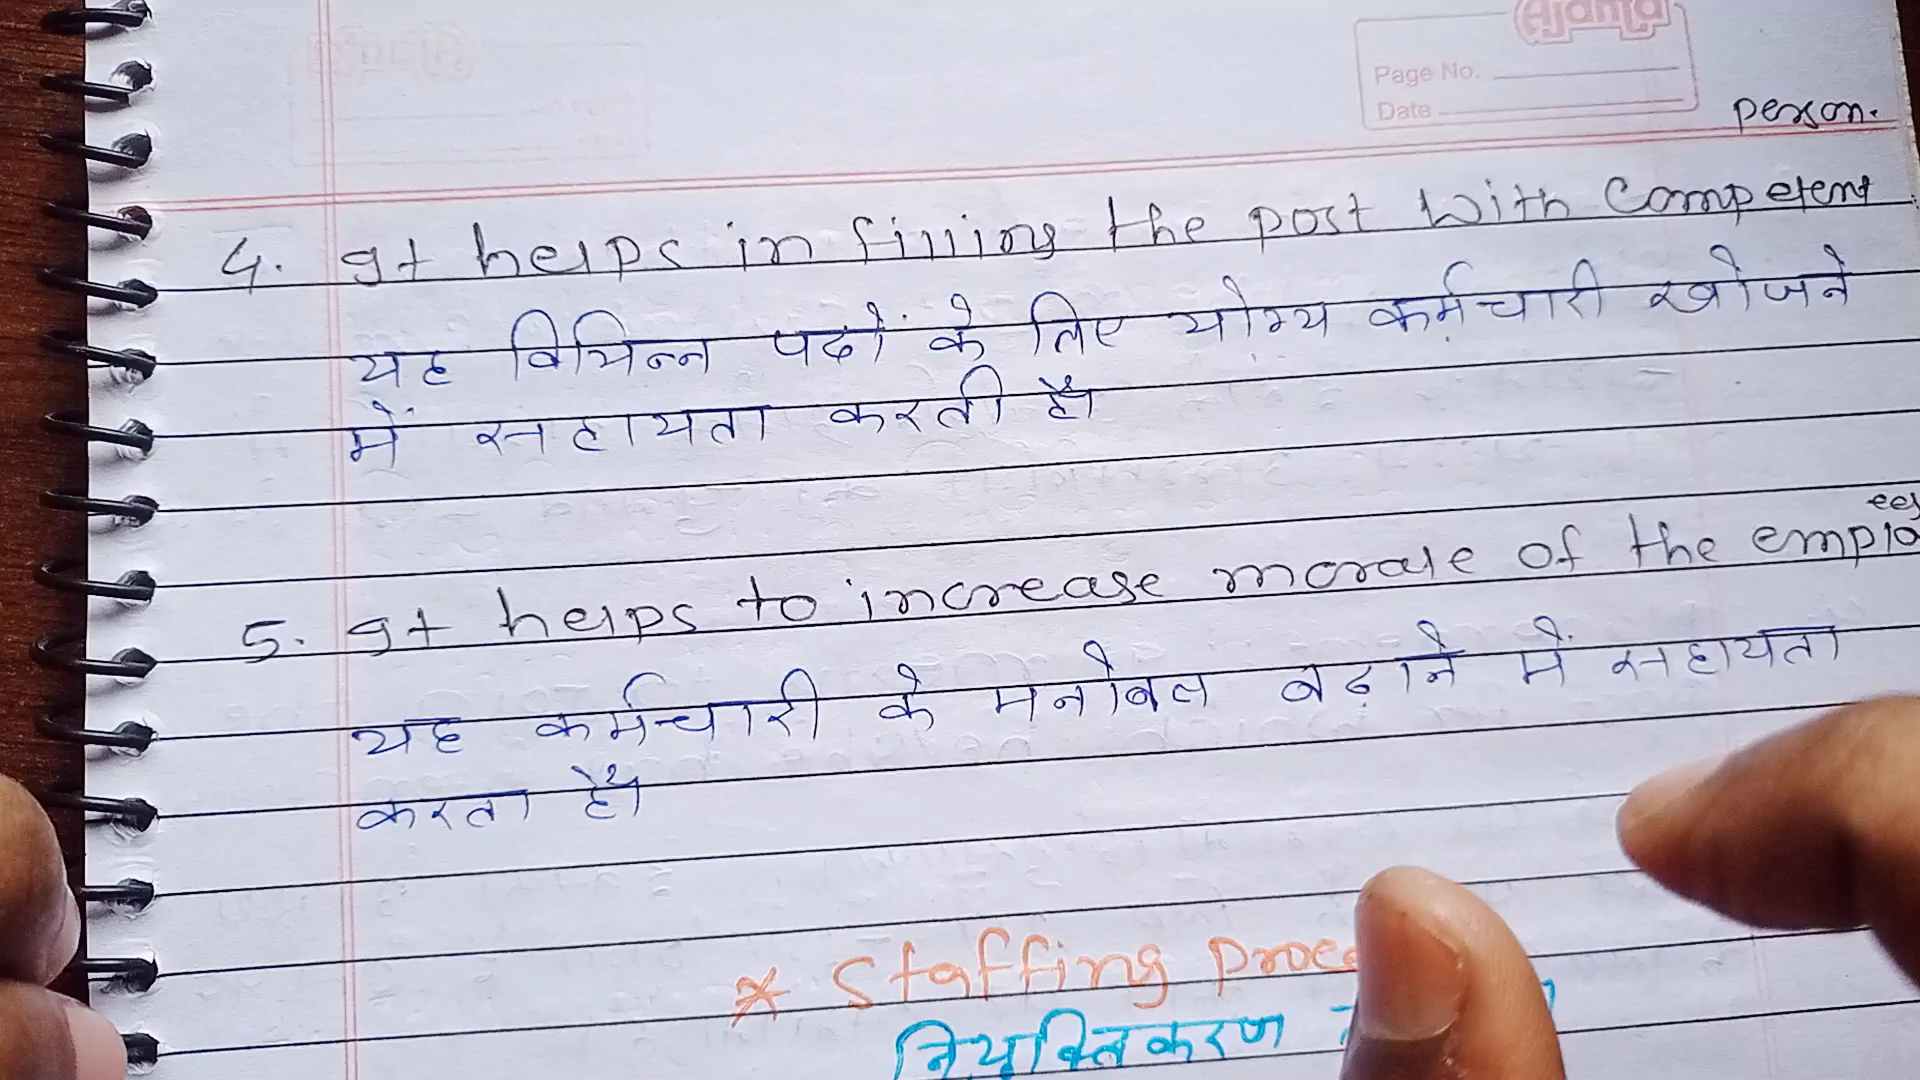 Ajanta
Page No.
Date
person.
4. It helps in filling the post with Competent
यह विभिन्न पदों के लिए योग्य कर्मचारी खोजने
में सहायता करती है।
ees
5. It helps to increase morale of the emplo
यह कर्मचारी के मनोबल बढ़ाने में सहायता
करता है।
* Staffing
नियुक्तिकरण